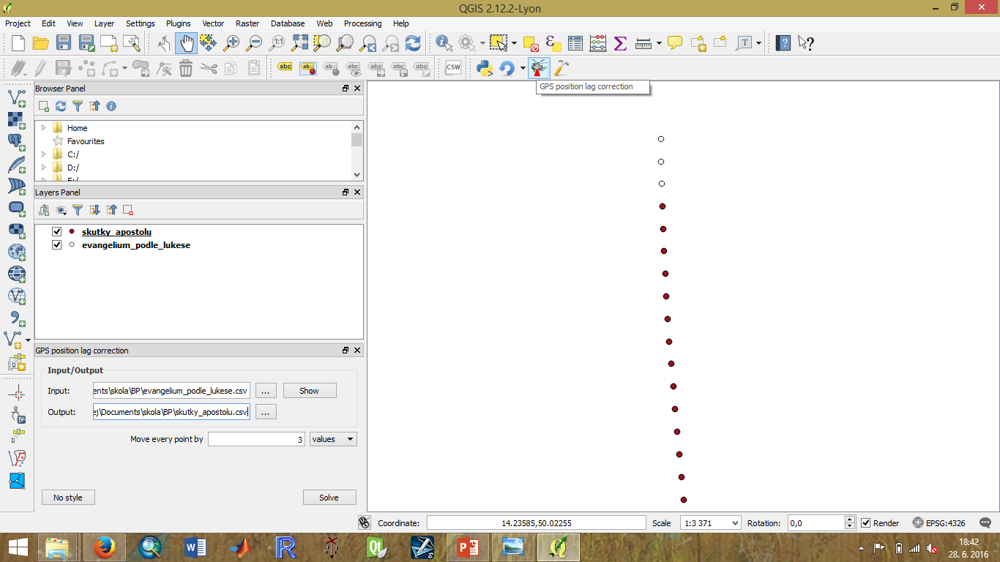 QGIS 2.12.2-Lyon
Project Edit View Layer Settings Plugins Vector Raster Database Web Processing Help
1:1
T
abc abc
CSW
GPS position lag correction
Browser Panel
Home
Favourites
C:/
D:/
E:/
Layers Panel
skutky_apostolu
evangelium_podle_lukese
GPS position lag correction
Input/Output
Input: ents\skola\BP\evangelium_podle_lukese.csv ... Show
Output: ej\Documents\skola\BP\skutky_apostolu.csv ...
Move every point by 3 values
No style Solve
Coordinate: 14.23585,50.02255 Scale 1:3 371 Rotation: 0,0 Render EPSG:4326
18:42
28. 6. 2016